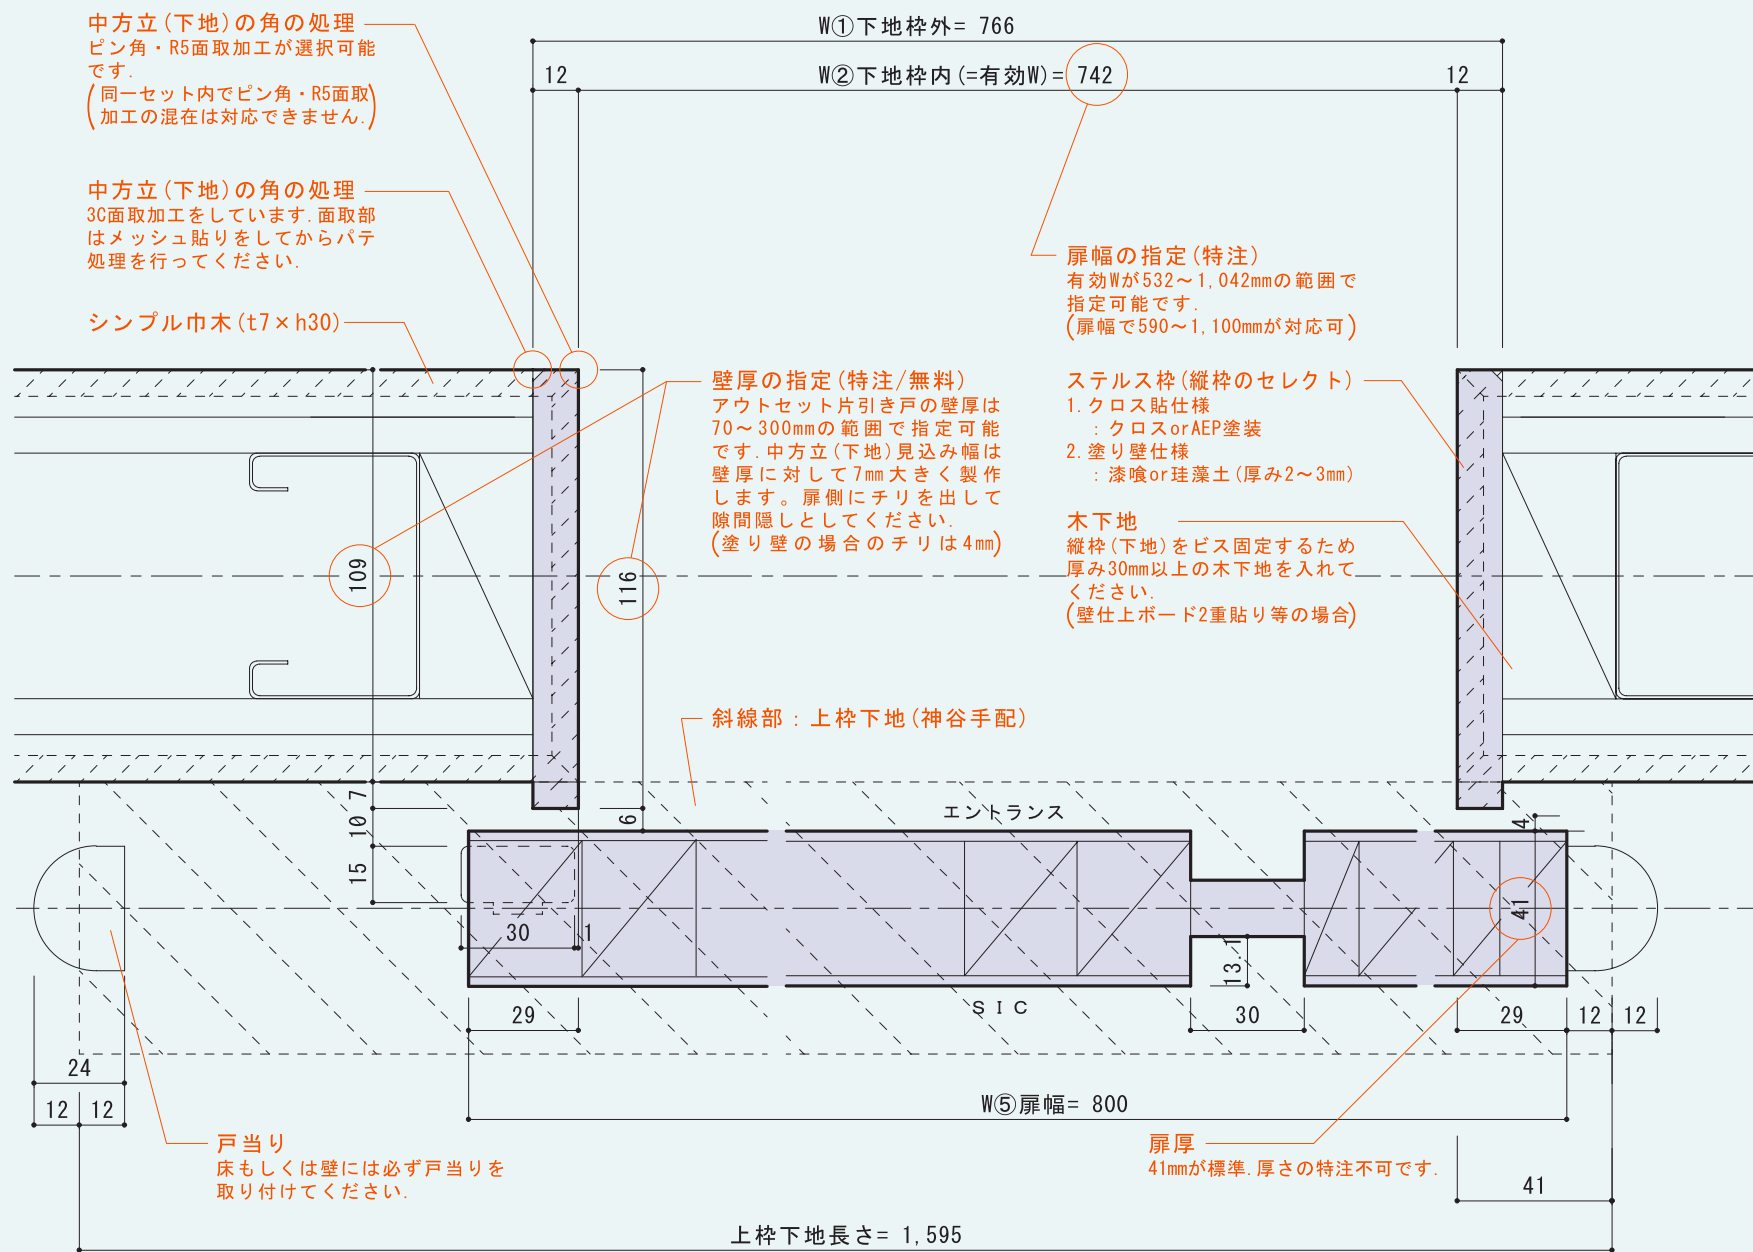 中方立(下地)の角の処理
ピン角・R5面取加工が選択可能
です.
(同一セット内でピン角・R5面取
加工の混在は対応できません.)
中方立(下地)の角の処理
3C面取加工をしています.面取部
はメッシュ貼りをしてからパテ
処理を行ってください.
シンプル巾木(t7×h30)
W①下地枠外= 766
12
W②下地枠内(=有効W)= 742
12
扉幅の指定(特注)
有効Wが532～1,042mmの範囲で
指定可能です.
(扉幅で590～1,100mmが対応可)
壁厚の指定(特注/無料)
アウトセット片引き戸の壁厚は
70～300mmの範囲で指定可能
です.中方立(下地)見込み幅は
壁厚に対して7mm大きく製作
します。扉側にチリを出して
隙間隠しとしてください.
(塗り壁の場合のチリは4mm)
ステルス枠(縦枠のセレクト)
1.クロス貼仕様
:クロスorAEP塗装
2.塗り壁仕様
:漆喰or珪藻土(厚み2～3mm)
木下地
縦枠(下地)をビス固定するため
厚み30mm以上の木下地を入れて
ください.
(壁仕上ボード2重貼り等の場合)
109
116
斜線部:上枠下地(神谷手配)
7
10
15
6
エントランス
4
30
1
41
13.1
29
SIC
30
29
12
12
24
12
12
W⑤扉幅= 800
戸当り
床もしくは壁には必ず戸当りを
取り付けてください.
扉厚
41mmが標準.厚さの特注不可です.
41
上枠下地長さ= 1,595